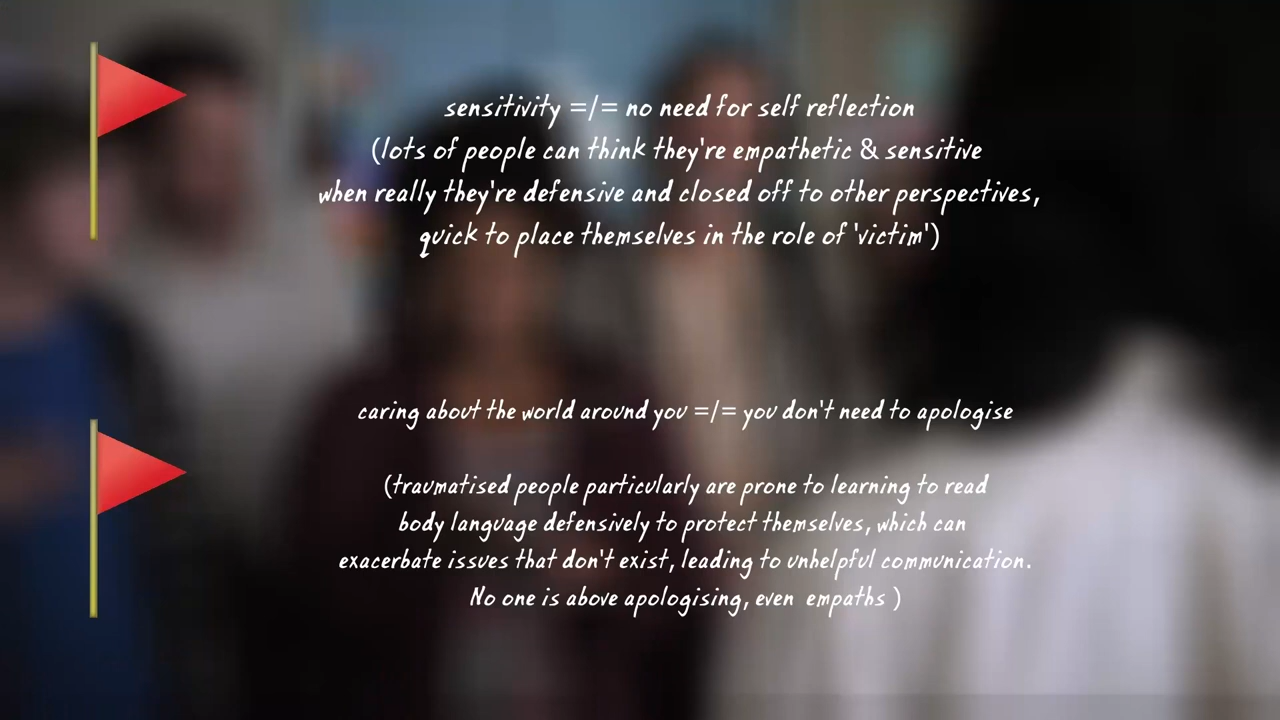 sensitivity =/= no need for self reflection
(lots of people can think they're empathetic & sensitive
when really they're defensive and closed off to other perspectives,
quick to place themselves in the role of 'victim')
caring about the world around you =/= you don't need to apologise
(traumatised people particularly are prone to learning to read
body language defensively to protect themselves, which can
exacerbate issues that don't exist, leading to unhelpful communication.
No one is above apologising, even empaths )